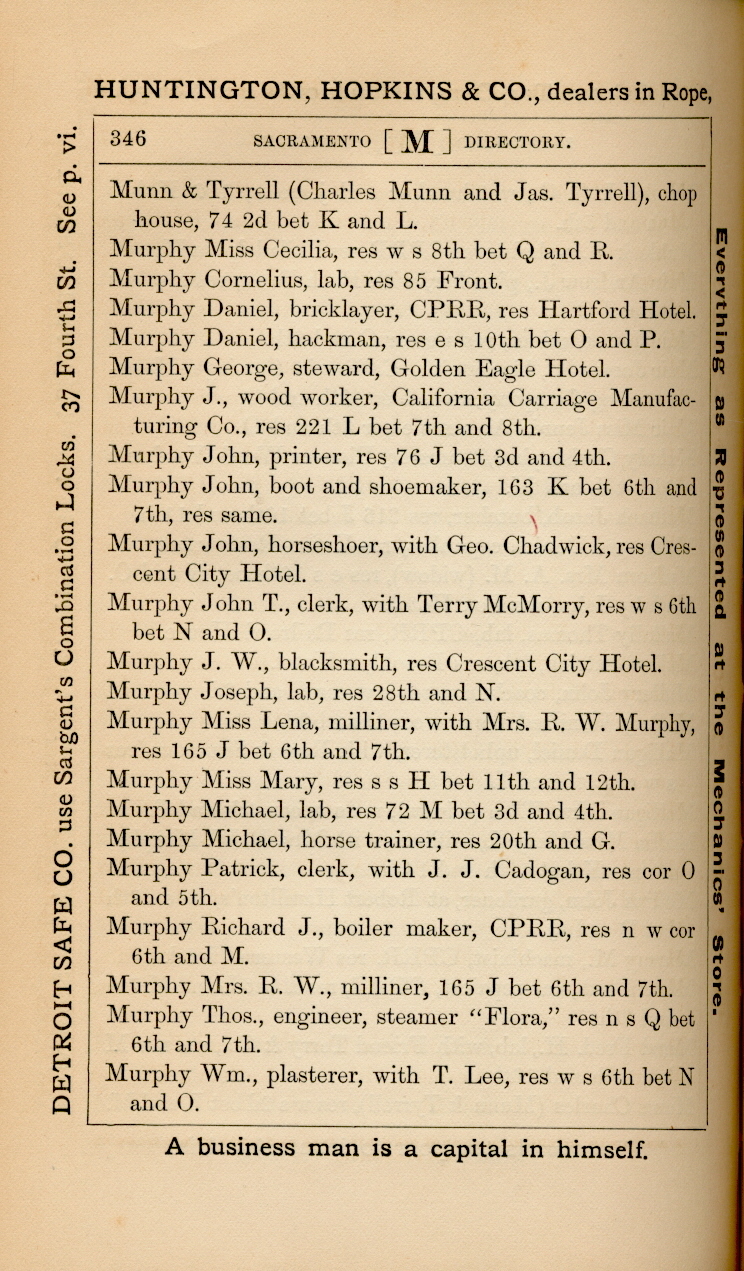 HUNTINGTON, HOPKINS & CO., dealers in Rope,
346 SACRAMENTO [ M ] DIRECTORY.
Munn & Tyrrell (Charles Munn and Jas. Tyrrell), chop
house, 74 2d bet K and L.
Murphy Miss Cecilia, res w s 8th bet Q and R.
Murphy Cornelius, lab, res 85 Front.
Murphy Daniel, bricklayer, CPRR, res Hartford Hotel.
Murphy Daniel, hackman, res e s 10th bet O and P.
Murphy George, steward, Golden Eagle Hotel.
Murphy J., wood worker, California Carriage Manufac-
turing Co., res 221 L bet 7th and 8th.
Murphy John, printer, res 76 J bet 3d and 4th.
Murphy John, boot and shoemaker, 163 K bet 6th and
7th, res same.
Murphy John, horseshoer, with Geo. Chadwick, res Cres-
cent City Hotel.
Murphy John T., clerk, with Terry McMorry, res w s 6th
bet N and O.
Murphy J. W., blacksmith, res Crescent City Hotel.
Murphy Joseph, lab, res 28th and N.
Murphy Miss Lena, milliner, with Mrs. R. W. Murphy,
res 165 J bet 6th and 7th.
Murphy Miss Mary, res s s H bet 11th and 12th.
Murphy Michael, lab, res 72 M bet 3d and 4th.
Murphy Michael, horse trainer, res 20th and G.
Murphy Patrick, clerk, with J. J. Cadogan, res cor O
and 5th.
Murphy Richard J., boiler maker, CPRR, res n w cor
6th and M.
Murphy Mrs. R. W., milliner, 165 J bet 6th and 7th.
Murphy Thos., engineer, steamer “Flora,” res n s Q bet
6th and 7th.
Murphy Wm., plasterer, with T. Lee, res w s 6th bet N
and O.
A business man is a capital in himself.
DETROIT SAFE CO. use Sargent's Combination Locks. 37 Fourth St. See p. vi.
Everything as Represented at the Mechanics' Store.